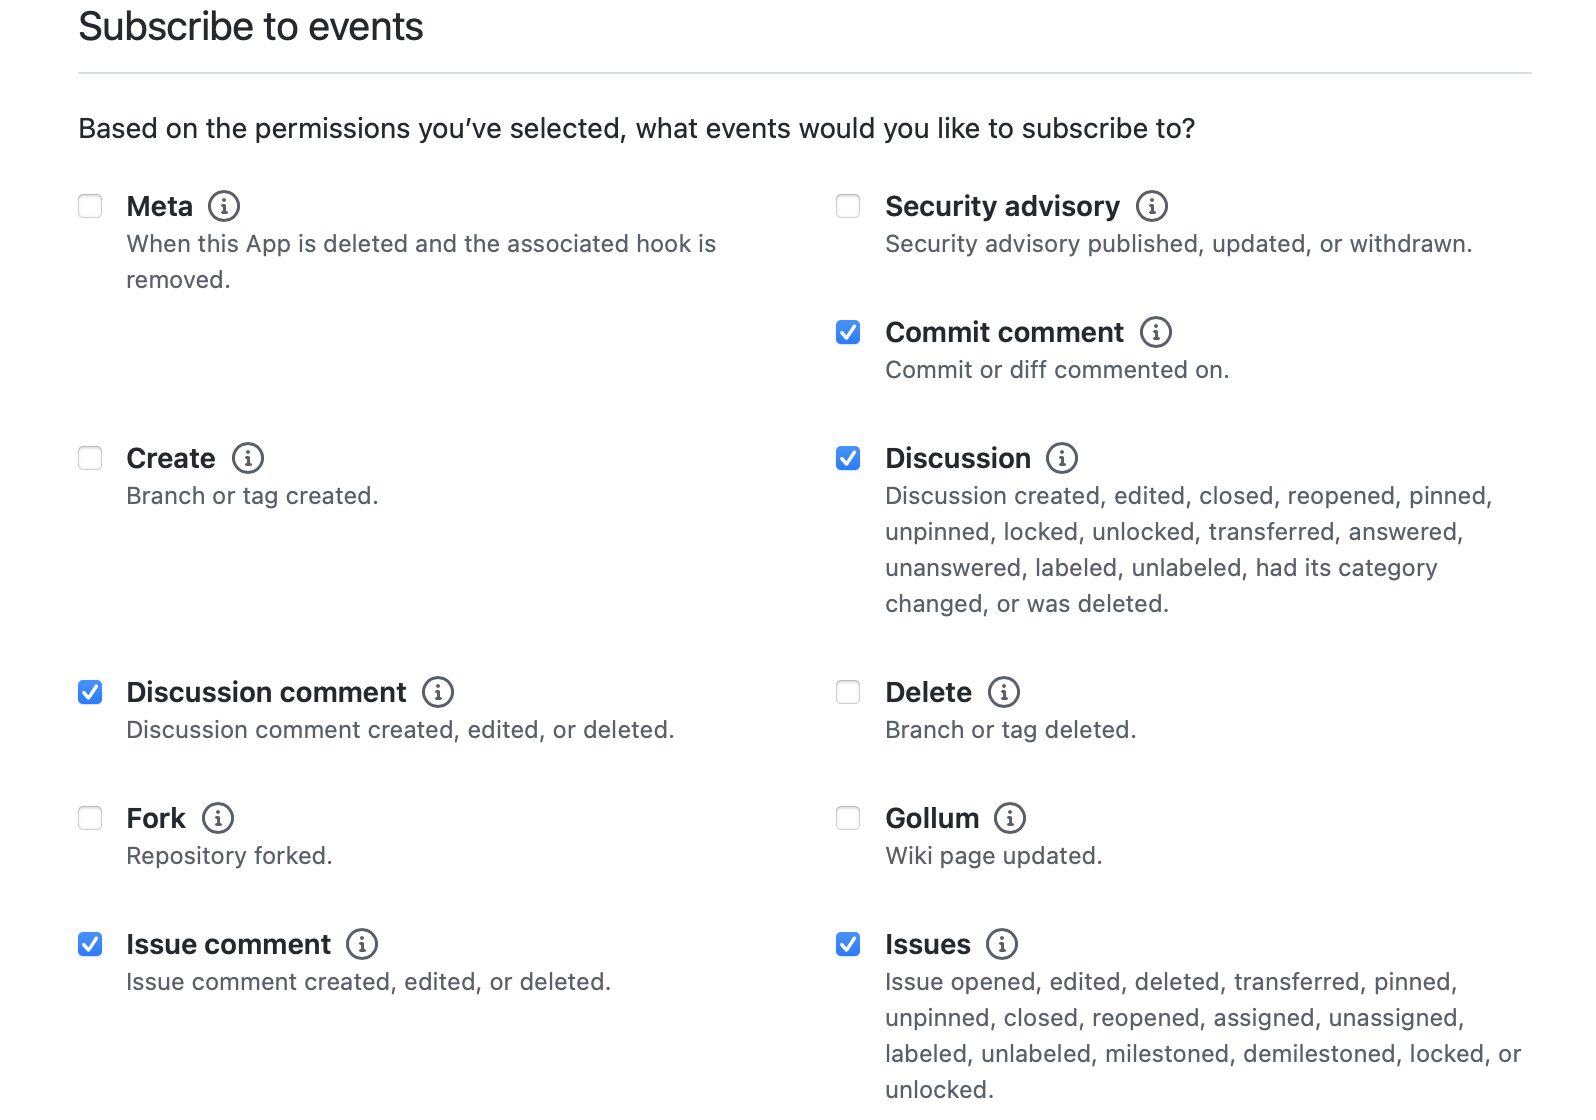 Subscribe to events
Based on the permissions you’ve selected, what events would you like to subscribe to?
Meta
When this App is deleted and the associated hook is
removed.
Security advisory
Security advisory published, updated, or withdrawn.
Commit comment
Commit or diff commented on.
Create
Branch or tag created.
Discussion
Discussion created, edited, closed, reopened, pinned,
unpinned, locked, unlocked, transferred, answered,
unanswered, labeled, unlabeled, had its category
changed, or was deleted.
Discussion comment
Discussion comment created, edited, or deleted.
Delete
Branch or tag deleted.
Fork
Repository forked.
Gollum
Wiki page updated.
Issue comment
Issue comment created, edited, or deleted.
Issues
Issue opened, edited, deleted, transferred, pinned,
unpinned, closed, reopened, assigned, unassigned,
labeled, unlabeled, milestoned, demilestoned, locked, or
unlocked.